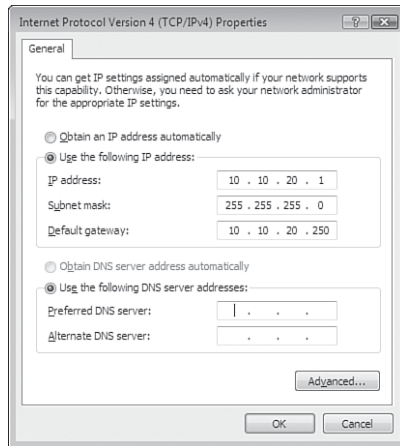 Internet Protocol Version 4 (TCP/IPv4) Properties
General
You can get IP settings assigned automatically if your network supports
this capability. Otherwise, you need to ask your network administrator
for the appropriate IP settings.
Obtain an IP address automatically
Use the following IP address:
IP address: 10 . 10 . 20 . 1
Subnet mask: 255 . 255 . 255 . 0
Default gateway: 10 . 10 . 20 . 250
Obtain DNS server address automatically
Use the following DNS server addresses:
Preferred DNS server: . . .
Alternate DNS server: . . .
Advanced...
OK Cancel